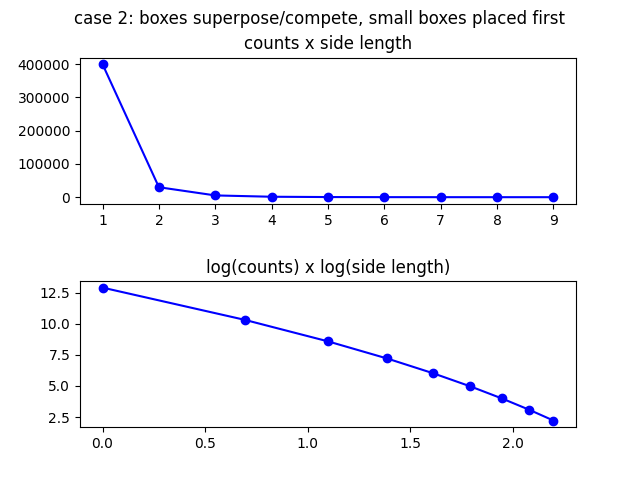 case 2: boxes superpose/compete, small boxes placed first
counts x side length
400000
300000
200000
100000
0
1 2 3 4 5 6 7 8 9
log(counts) x log(side length)
12.5
10.0
7.5
5.0
2.5
0.0 0.5 1.0 1.5 2.0